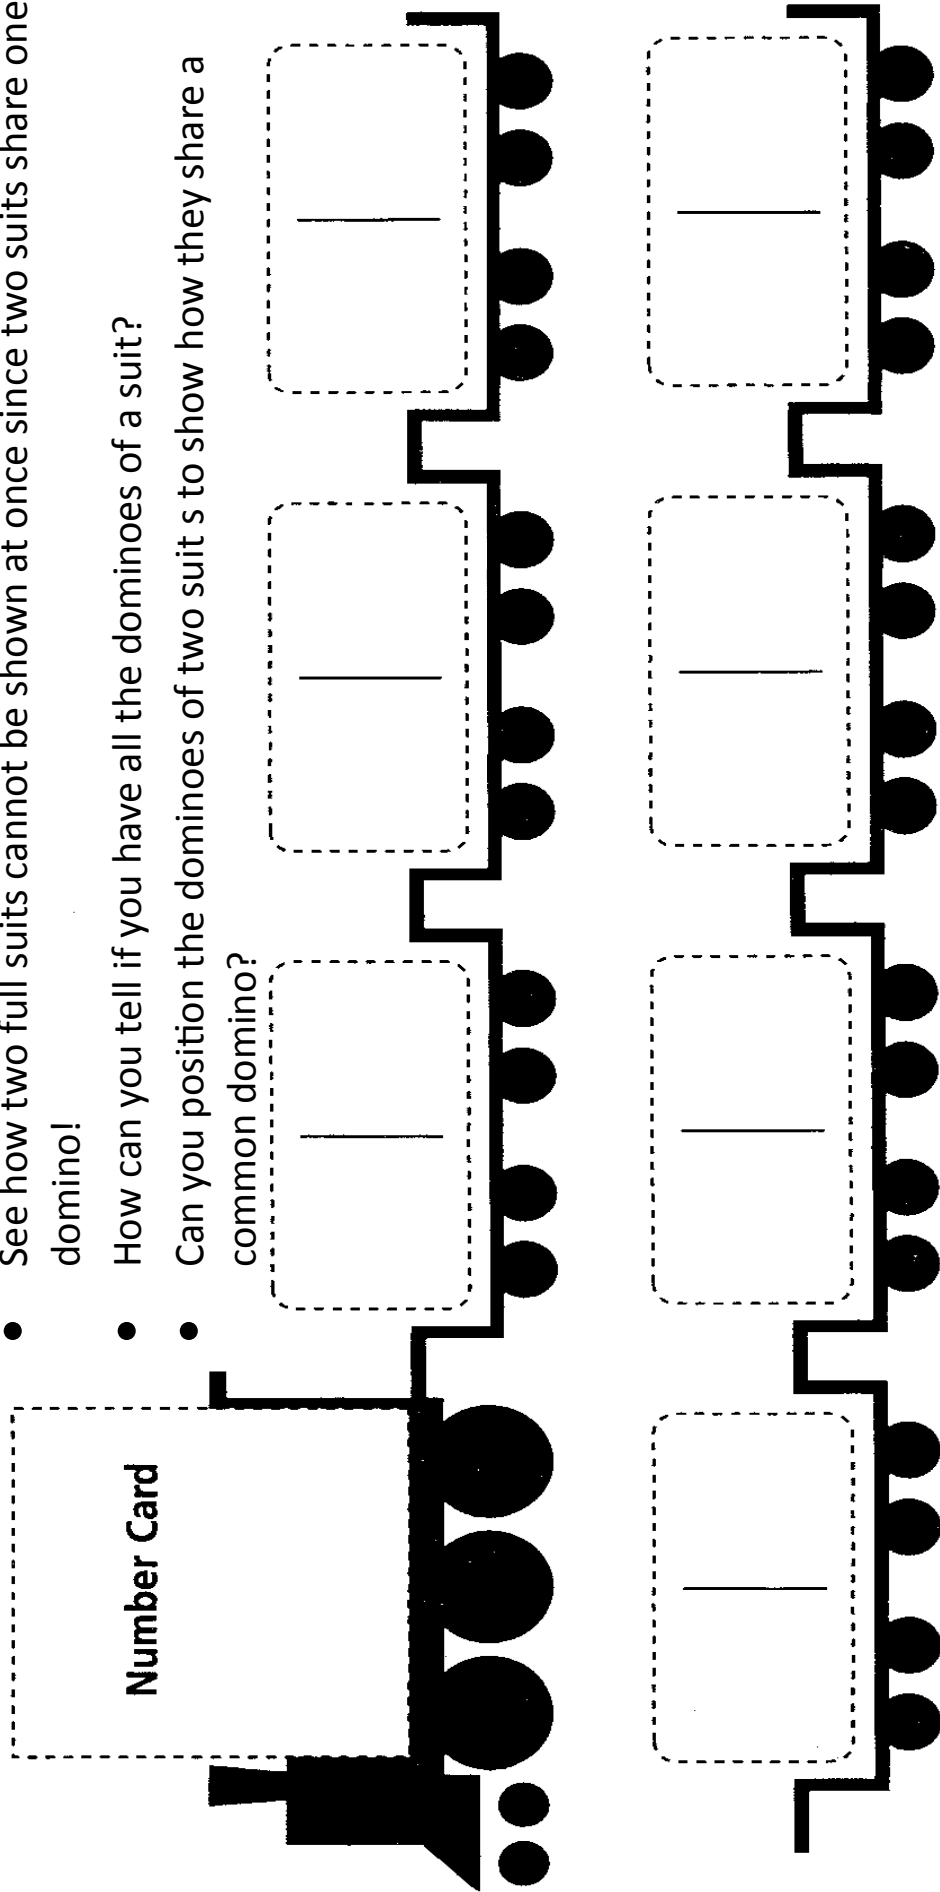 See how two full suits cannot be shown at once since two suits share one
domino!
How can you tell if you have all the dominoes of a suit?
Can you position the dominoes of two suit s to show how they share a
common domino?
Number Card